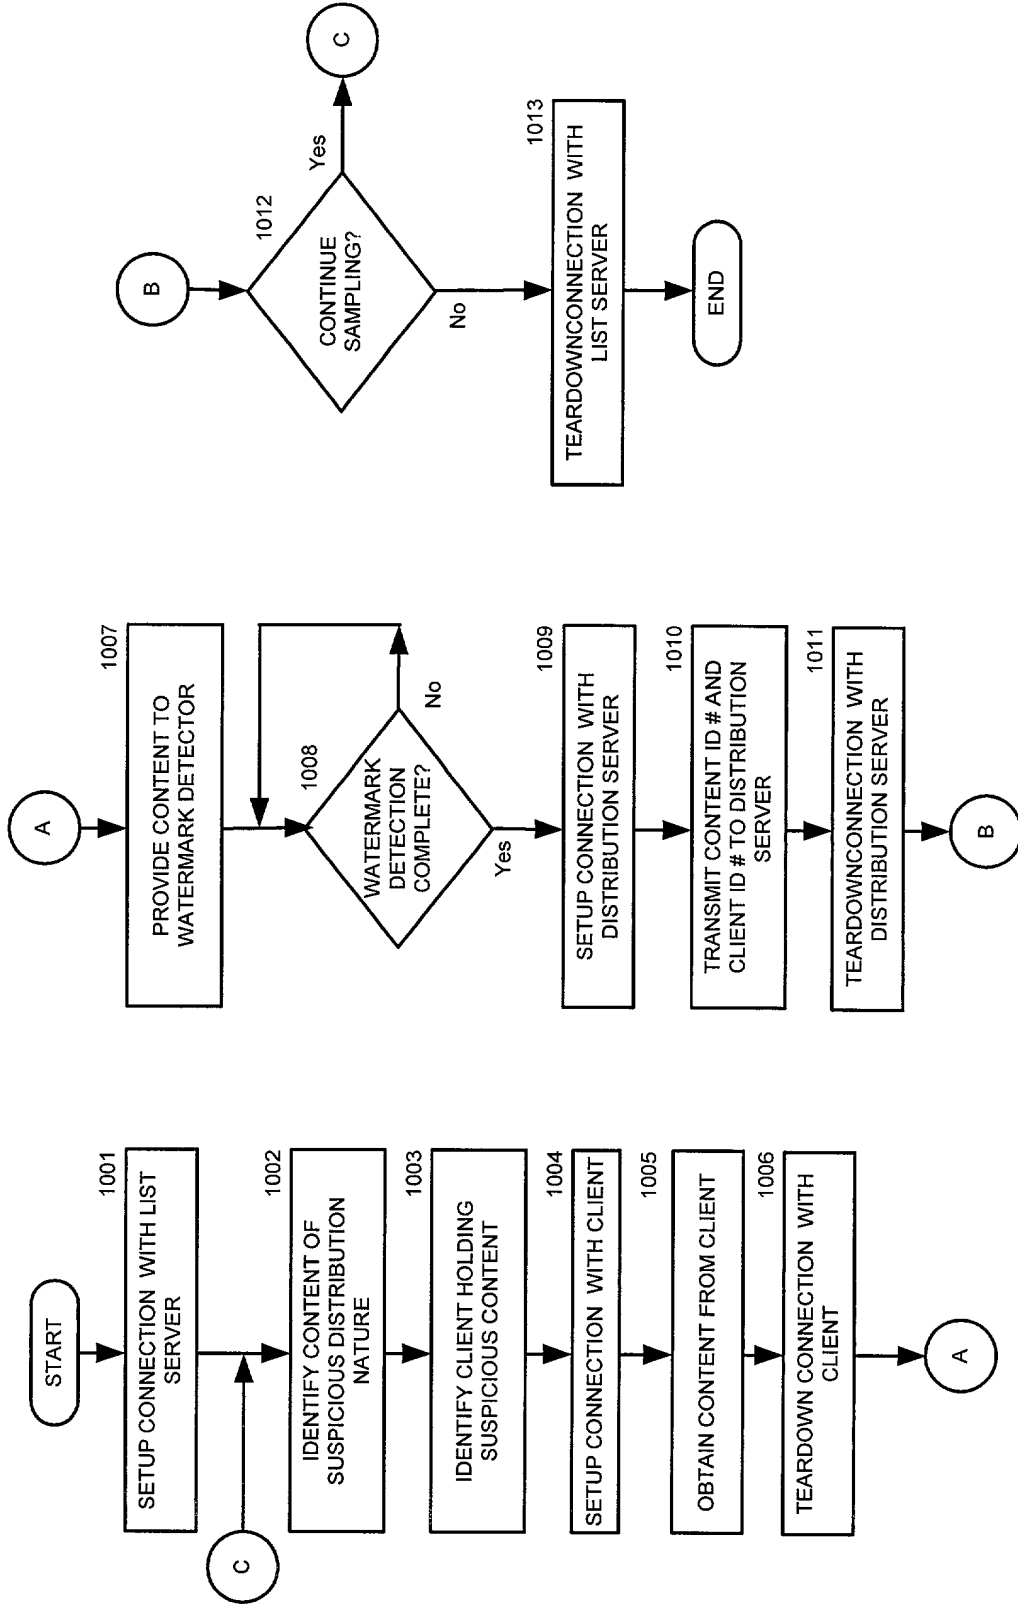 START
1001
SETUP CONNECTION WITH LIST
SERVER
C
1002
IDENTIFY CONTENT OF
SUSPICIOUS DISTRIBUTION
NATURE
1003
IDENTIFY CLIENT HOLDING
SUSPICIOUS CONTENT
1004
SETUP CONNECTION WITH CLIENT
1005
OBTAIN CONTENT FROM CLIENT
1006
TEARDOWN CONNECTION WITH
CLIENT
A
A
1007
PROVIDE CONTENT TO
WATERMARK DETECTOR
1008
WATERMARK
DETECTION
COMPLETE?
No
Yes
1009
SETUP CONNECTION WITH
DISTRIBUTION SERVER
1010
TRANSMIT CONTENT ID # AND
CLIENT ID # TO DISTRIBUTION
SERVER
1011
TEARDOWNCONNECTION WITH
DISTRIBUTION SERVER
B
B
1012
CONTINUE
SAMPLING?
Yes
C
No
1013
TEARDOWNCONNECTION WITH
LIST SERVER
END